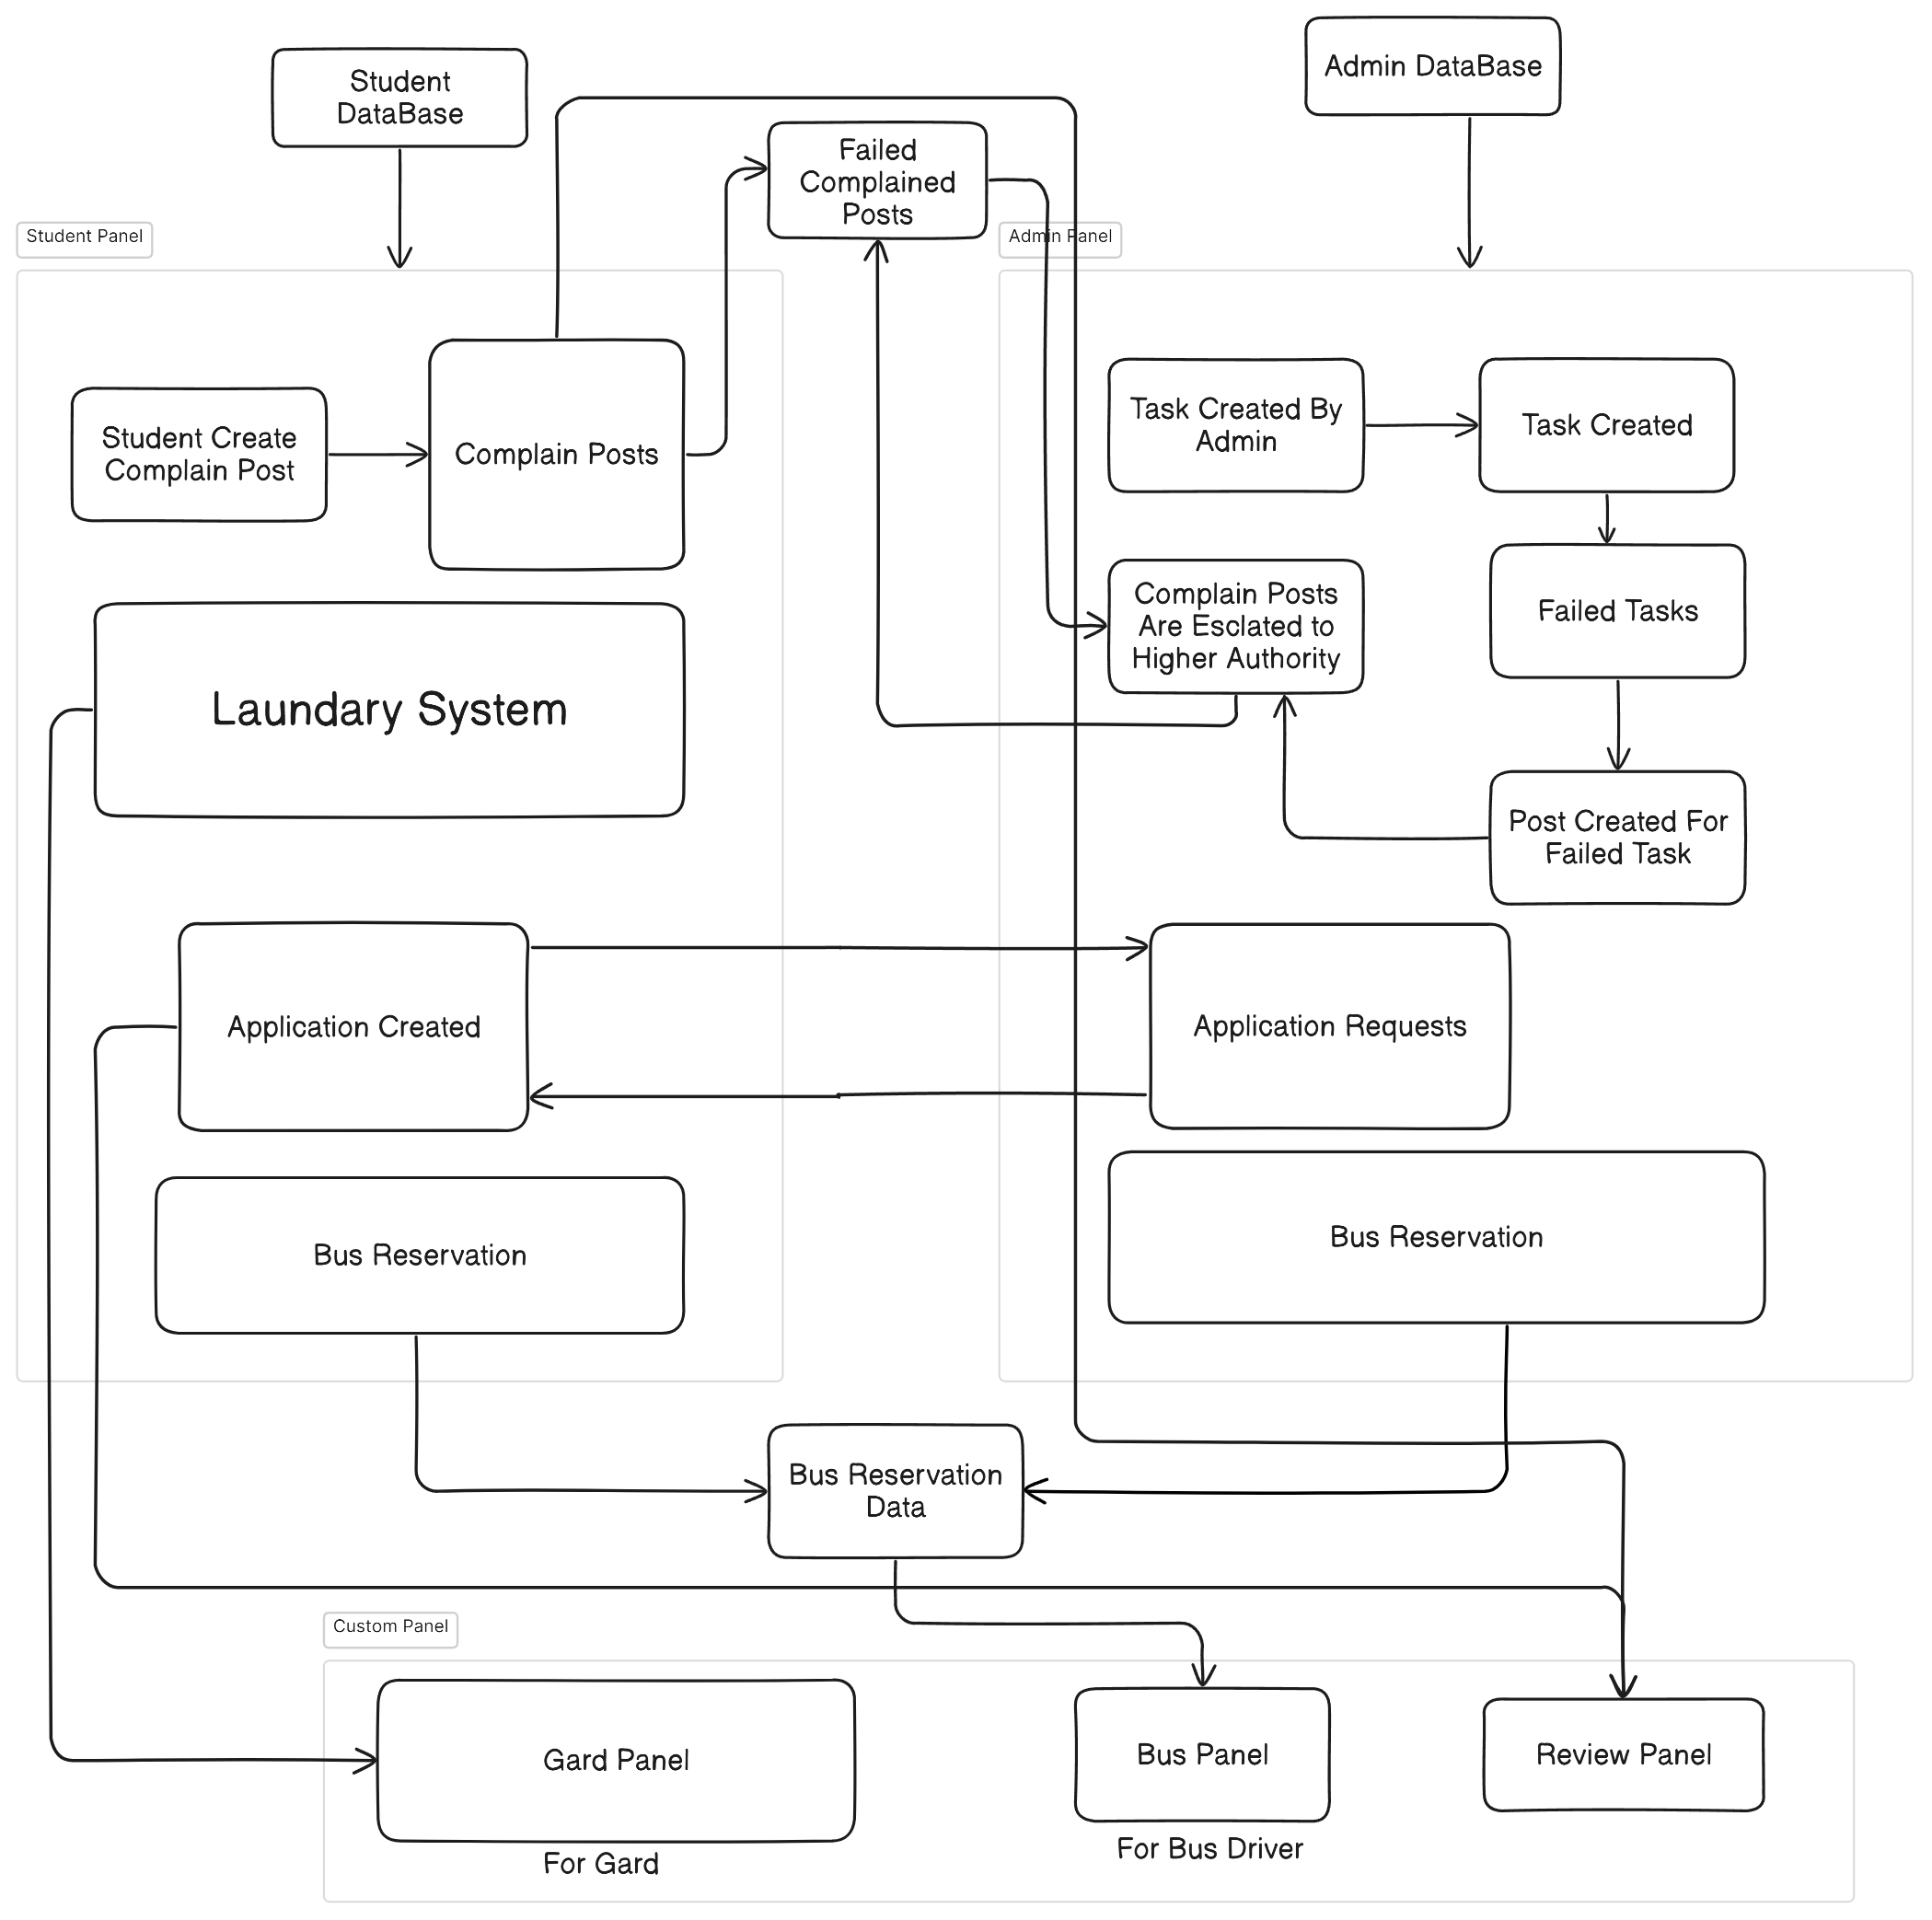 Admin DataBase
Student
DataBase
Failed
Complained
Posts
Student Panel
Admin Panel
Student Create
Complain Post
Complain Posts
Task Created By
Admin
Task Created
Complain Posts
Are Esclated to
Higher Authority
Failed Tasks
Laundary System
Post Created For
Failed Task
Application Created
Application Requests
Bus Reservation
Bus Reservation
Bus Reservation
Data
Custom Panel
Gard Panel
Bus Panel
Review Panel
For Gard
For Bus Driver